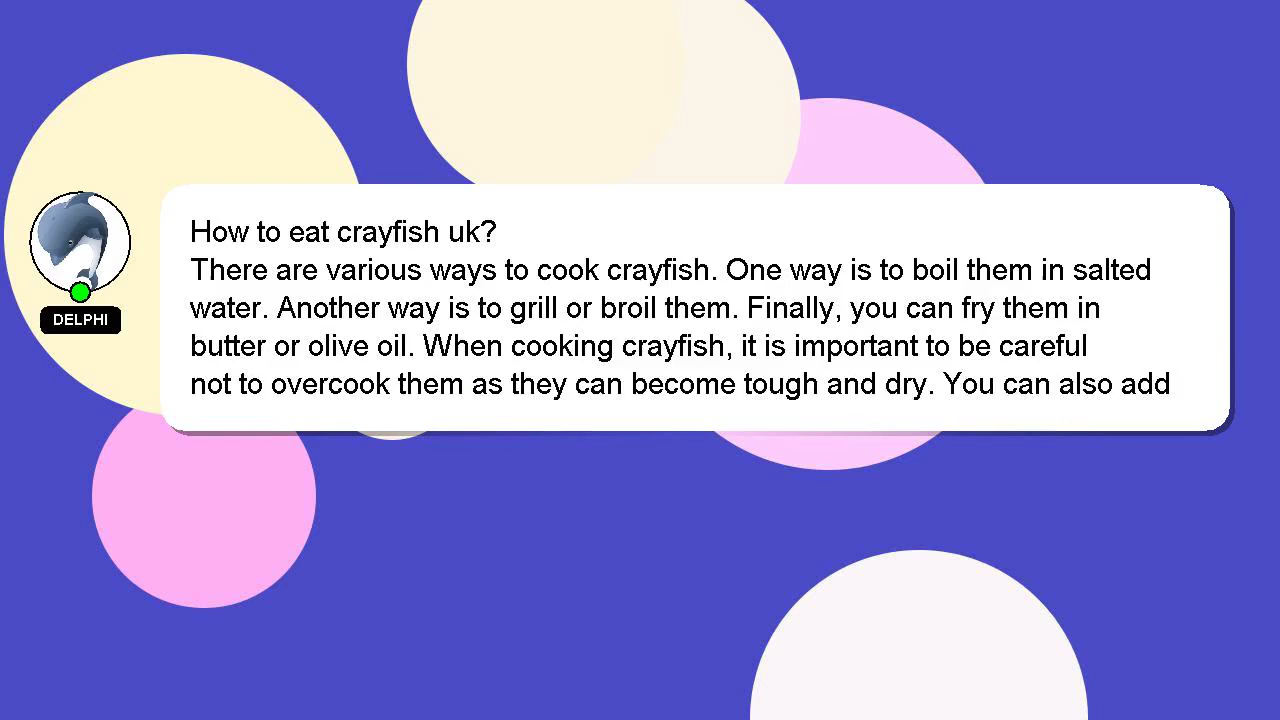 How to eat crayfish uk?
There are various ways to cook crayfish. One way is to boil them in salted
water. Another way is to grill or broil them. Finally, you can fry them in
butter or olive oil. When cooking crayfish, it is important to be careful
not to overcook them as they can become tough and dry. You can also add
DELPHI